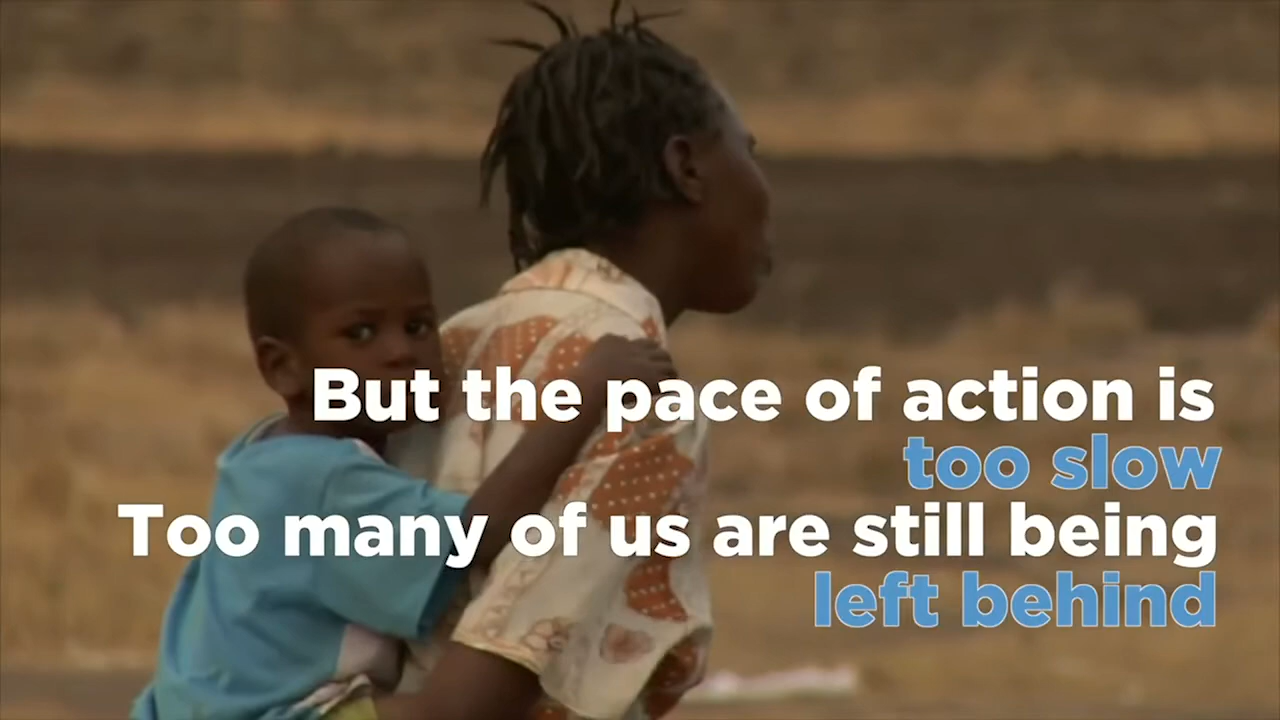 But the pace of action is
too slow
Too many of us are still being
left behind